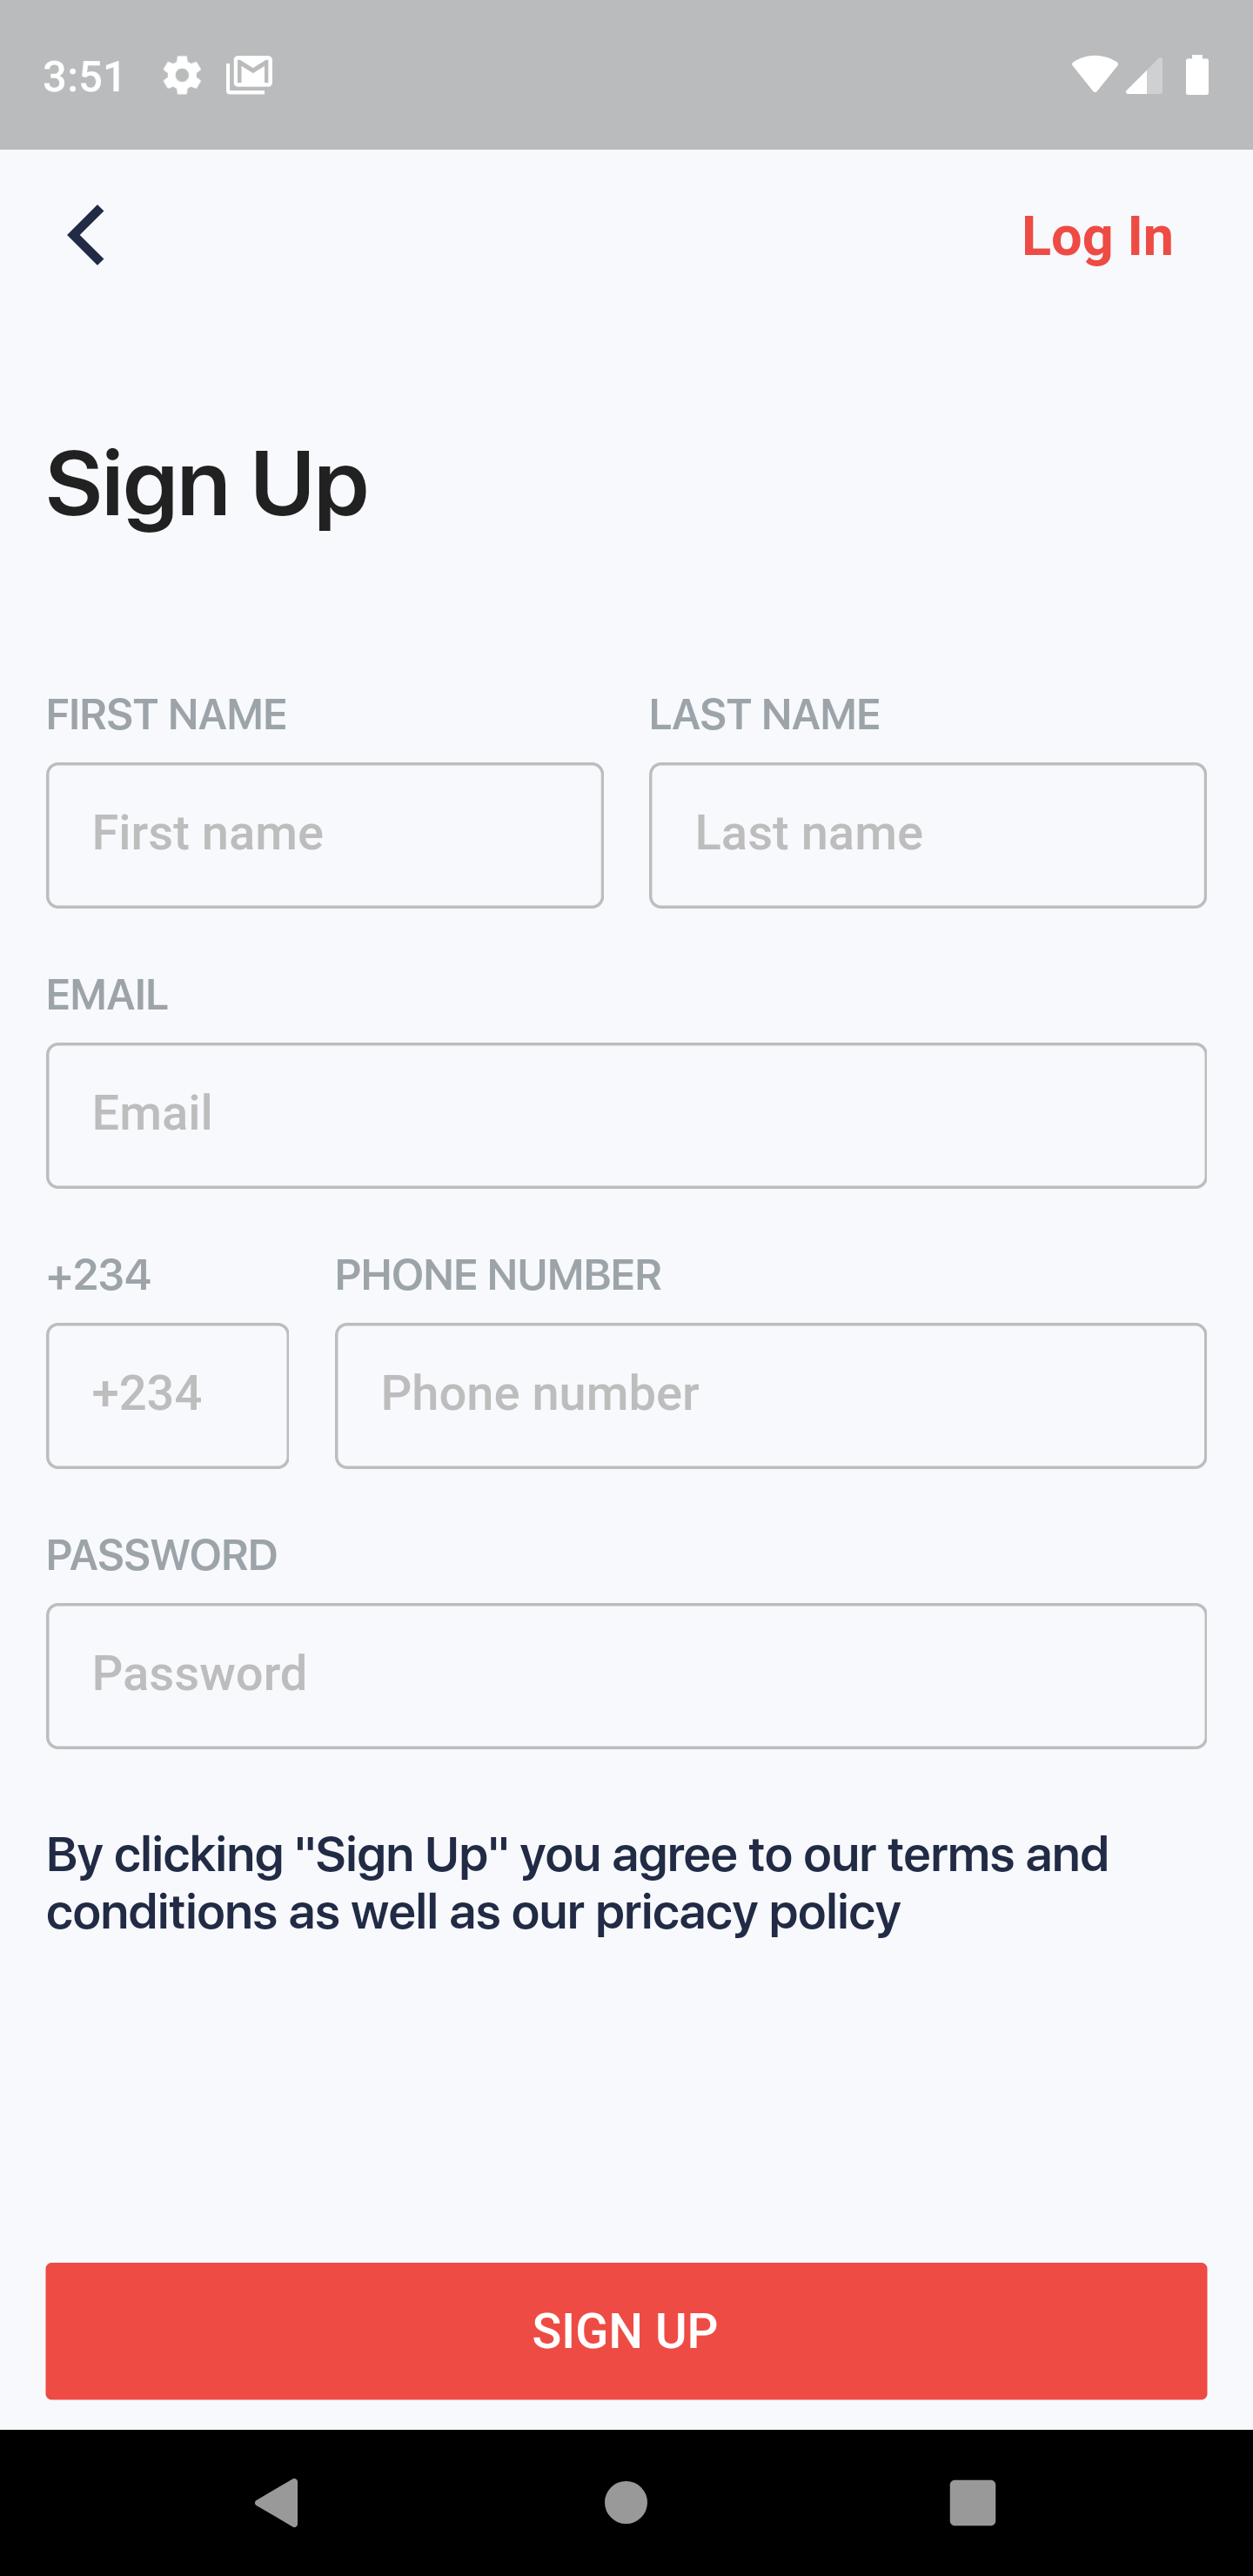 3:51
Log In
Sign Up
FIRST NAME LAST NAME
First name Last name
EMAIL
Email
+234 PHONE NUMBER
+234 Phone number
PASSWORD
Password
By clicking "Sign Up" you agree to our terms and
conditions as well as our pricacy policy
SIGN UP